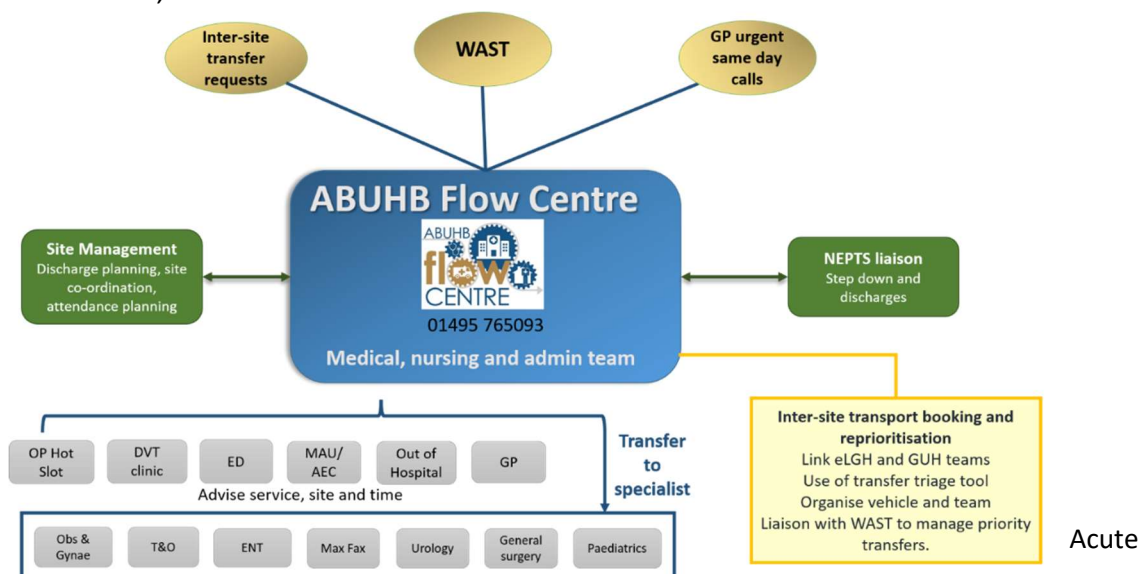 Inter-site
transfer
requests
WAST
GP urgent
same day
calls
ABUHB Flow Centre
ABUHB
flow
CENTRE
01495 765093
Medical, nursing and admin team
Site Management
Discharge planning, site
co-ordination,
attendance planning
NEPTS liaison
Step down and
discharges
OP Hot
Slot
DVT
clinic
ED
MAU/
AEC
Out of
Hospital
GP
Advise service, site and time
Transfer
to
specialist
Obs &
Gynae
T&O
ENT
Max Fax
Urology
General
surgery
Paediatrics
Inter-site transport booking and
reprioritisation
Link eLGH and GUH teams
Use of transfer triage tool
Organise vehicle and team
Liaison with WAST to manage priority
transfers.
Acute